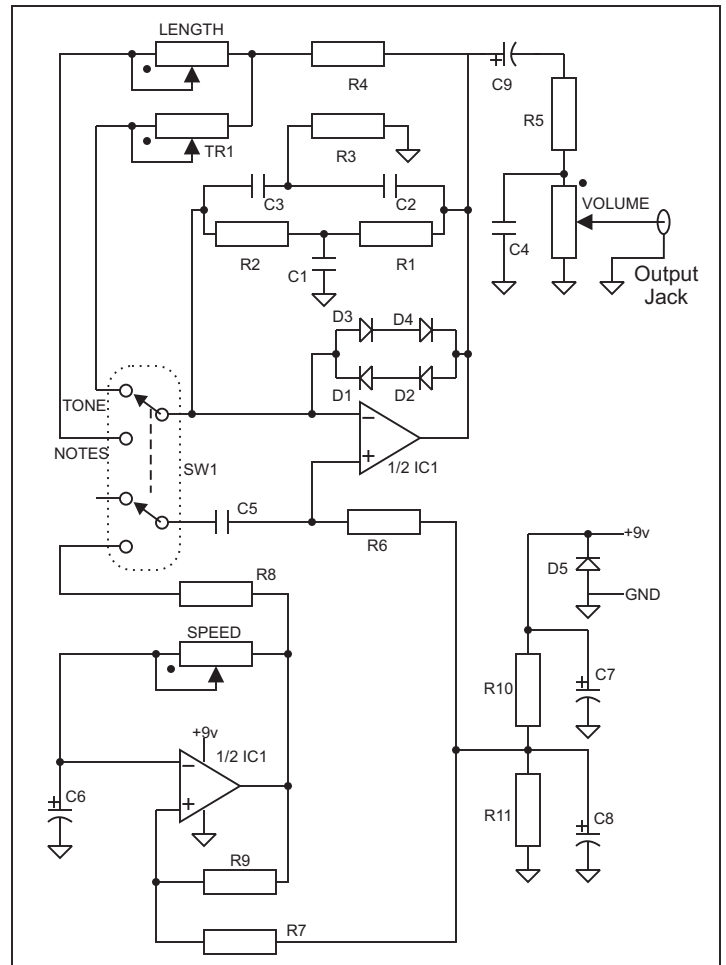 LENGTH
R4
C9
R5
TR1
R3
C3
C2
VOLUME
R2
R1
C4
C1
Output
Jack
D3
D4
D1
D2
TONE
−
+
1/2 IC1
NOTES
SW1
C5
R6
+9v
D5
GND
R8
SPEED
R10
C7
+
+9v
1/2 IC1
−
+
C6
+
R11
C8
+
R9
R7
+